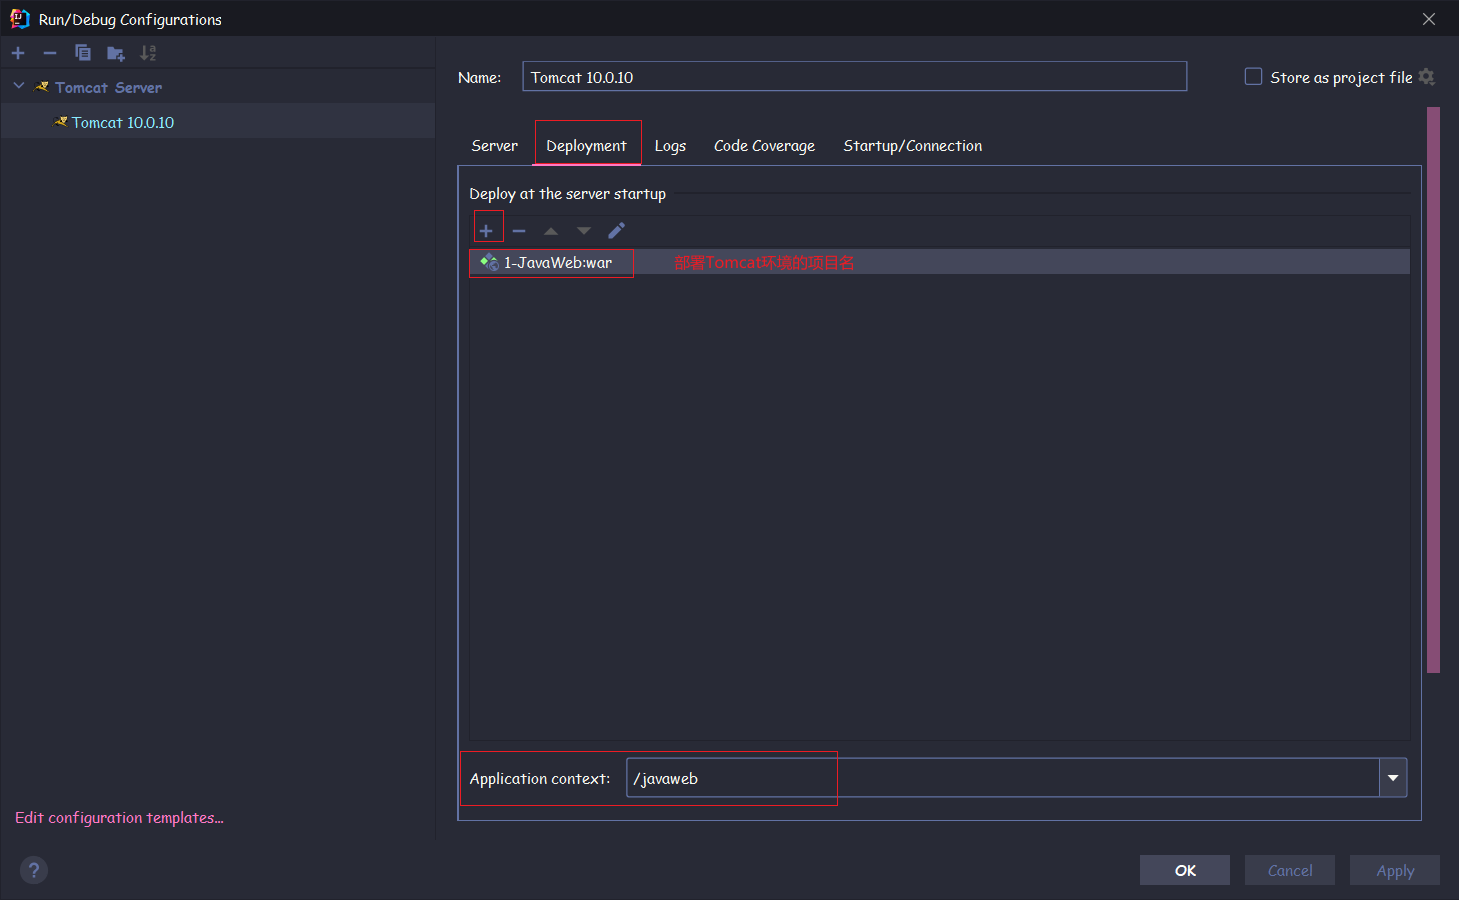 Run/Debug Configurations
Tomcat Server
Tomcat 10.0.10
Edit configuration templates...
Name: Tomcat 10.0.10
Store as project file
Server Deployment Logs Code Coverage Startup/Connection
Deploy at the server startup
1-JavaWeb:war 部署Tomcat环境的项目名
Application context: /javaweb
? OK Cancel Apply